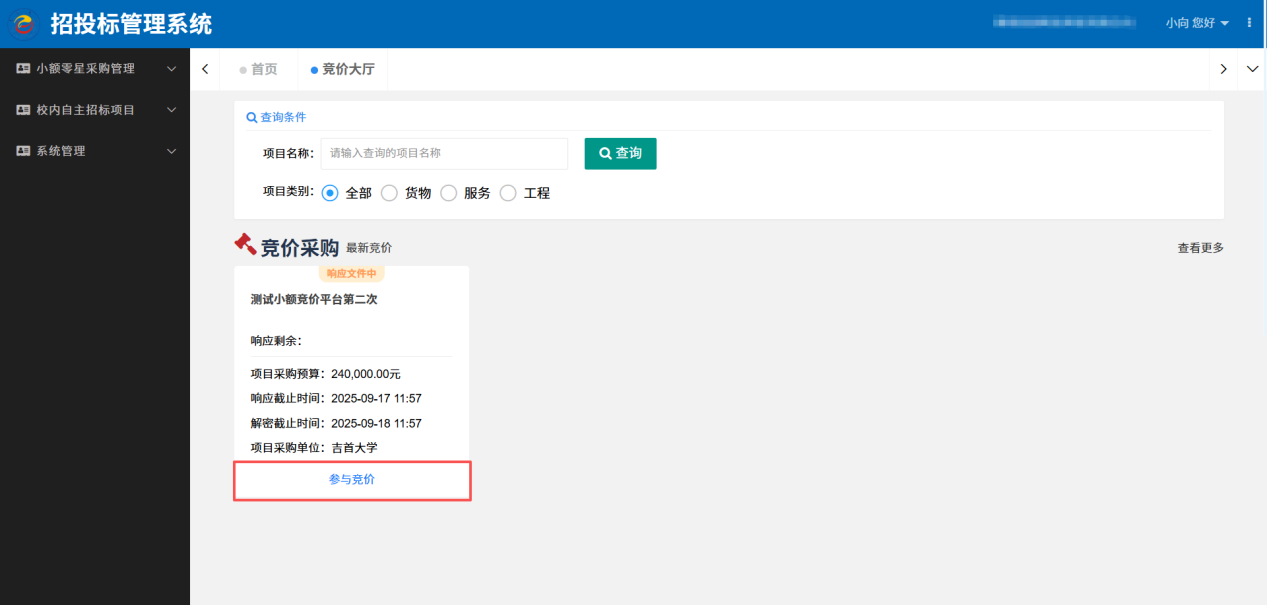 招投标管理系统
小向 您好
小额零星采购管理
校内自主招标项目
系统管理
首页
竞价大厅
查询条件
项目名称: 请输入查询的项目名称 查询
项目类别: 全部 货物 服务 工程
竞价采购 最新竞价 查看更多
响应文件中
测试小额竞价平台第二次
响应剩余:
项目采购预算: 240,000.00元
响应截止时间: 2025-09-17 11:57
解密截止时间: 2025-09-18 11:57
项目采购单位: 吉首大学
参与竞价